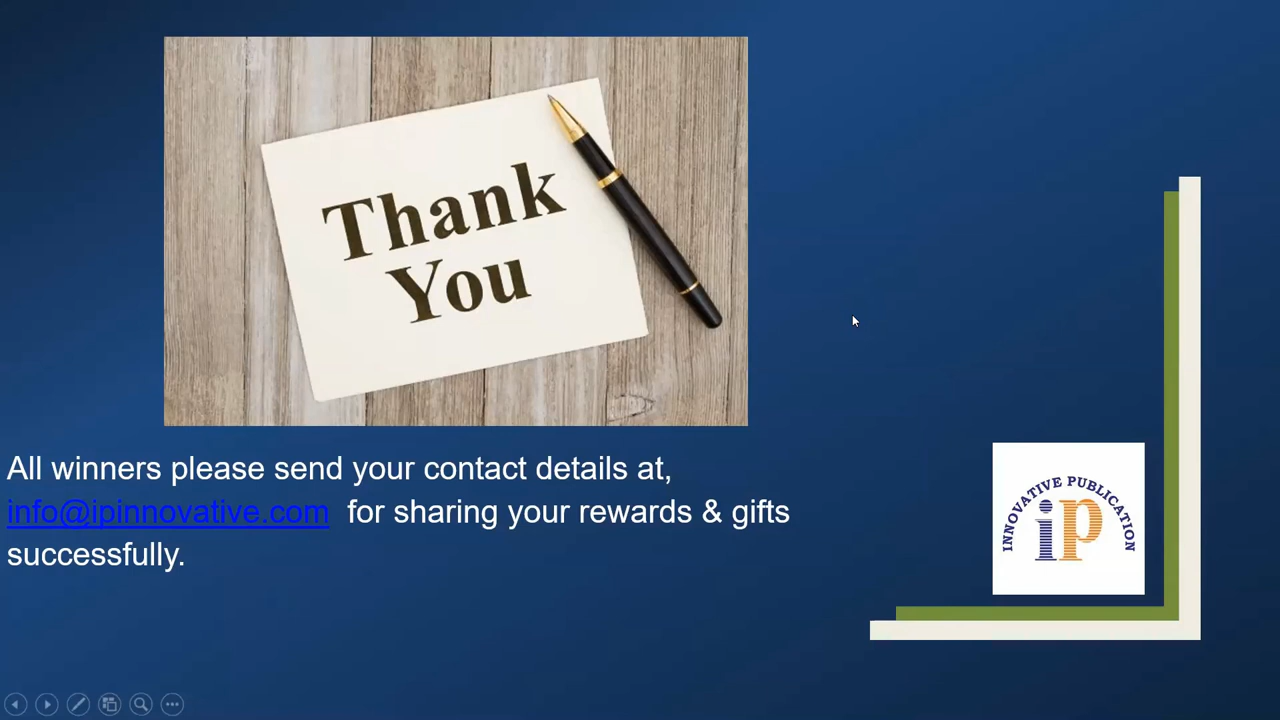 Thank
You
All winners please send your contact details at,
info@ipinnovative.com for sharing your rewards & gifts
successfully.
INNOVATIVE PUBLICATION
ip